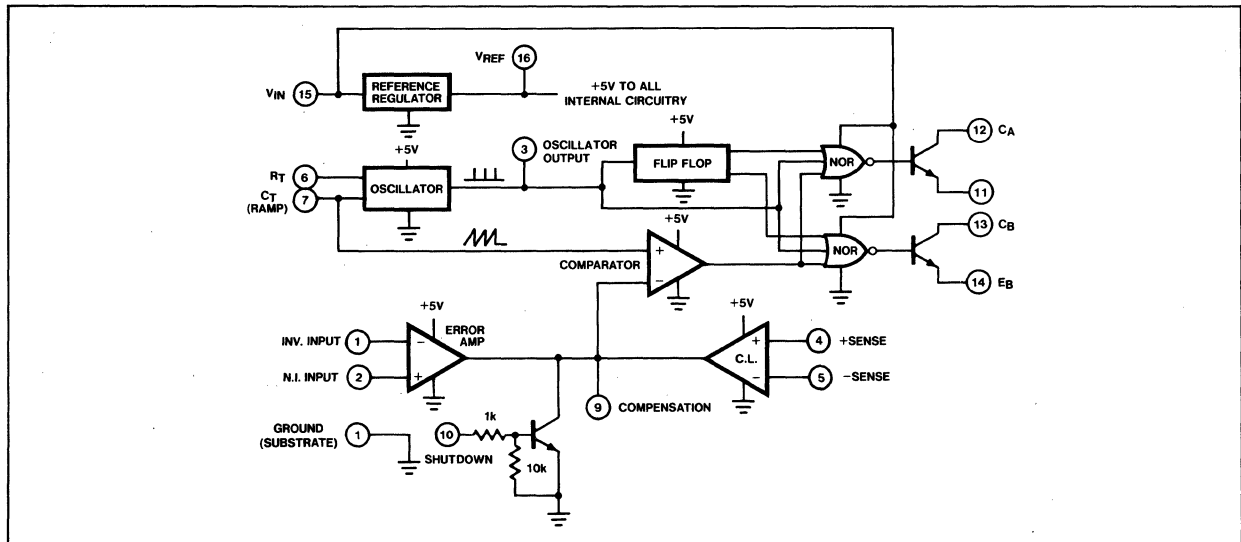 VREF 16
VIN 15
REFERENCE
REGULATOR
+5V TO ALL
INTERNAL CIRCUITRY
12 CA
+5V
+5V
3 OSCILLATOR
OUTPUT
FLIP FLOP
NOR
RT 6
OSCILLATOR
11
CT 7
(RAMP)
+5V
13 CB
NOR
COMPARATOR
+
−
14 EB
+5V
+5V
ERROR
AMP
INV. INPUT 1
−
C.L.
+
4 +SENSE
N.I. INPUT 2
+
−
5 −SENSE
9 COMPENSATION
1k
GROUND
(SUBSTRATE)
1
10
SHUTDOWN
10k